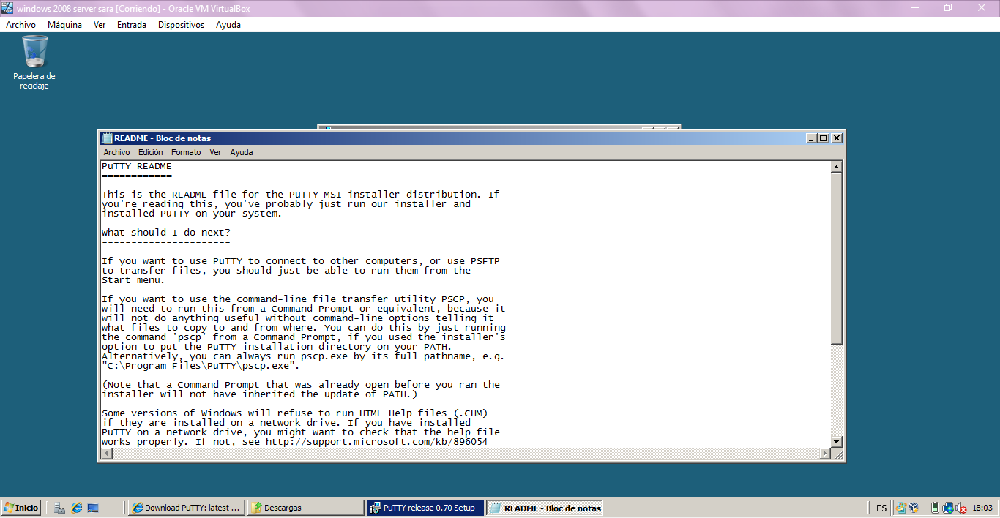 windows 2008 server sara [Corriendo] - Oracle VM VirtualBox
Archivo Máquina Ver Entrada Dispositivos Ayuda
Papelera de
reciclaje
README - Bloc de notas
Archivo Edición Formato Ver Ayuda
PuTTY README
============
This is the README file for the PuTTY MSI installer distribution. If
you're reading this, you've probably just run our installer and
installed PuTTY on your system.
What should I do next?
----------------------
If you want to use PuTTY to connect to other computers, or use PSFTP
to transfer files, you should just be able to run them from the
Start menu.
If you want to use the command-line file transfer utility PSCP, you
will need to run this from a Command Prompt or equivalent, because it
will not do anything useful without command-line options telling it
what files to copy to and from where. You can do this by just running
the command 'pscp' from a Command Prompt, if you used the installer's
option to put the PuTTY installation directory on your PATH.
Alternatively, you can always run pscp.exe by its full pathname, e.g.
"C:\Program Files\PuTTY\pscp.exe".
(Note that a Command Prompt that was already open before you ran the
installer will not have inherited the update of PATH.)
Some versions of Windows will refuse to run HTML Help files (.CHM)
if they are installed on a network drive. If you have installed
PuTTY on a network drive, you might want to check that the help file
works properly. If not, see http://support.microsoft.com/kb/896054
Inicio Download PuTTY: latest ... Descargas PuTTY release 0.70 Setup README - Bloc de notas ES 18:03